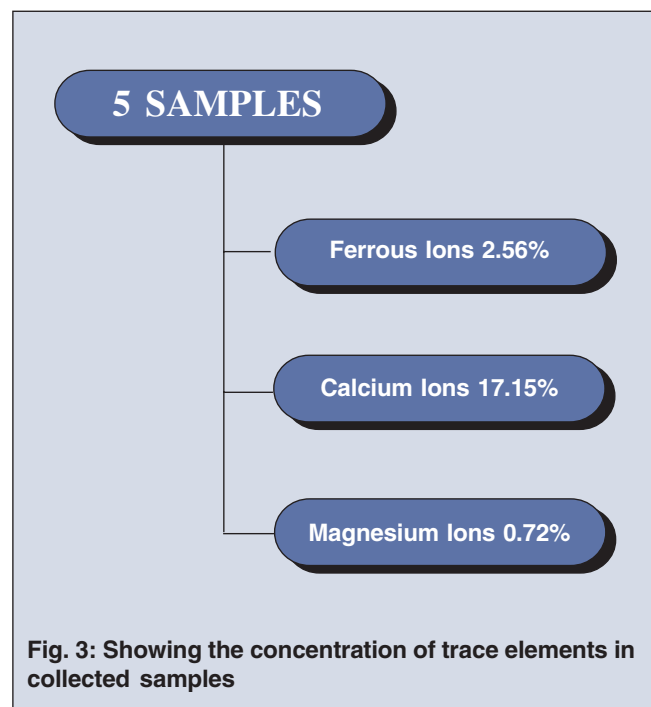 5 SAMPLES
Ferrous Ions 2.56%
Calcium Ions 17.15%
Magnesium Ions 0.72%
Fig. 3: Showing the concentration of trace elements in
collected samples